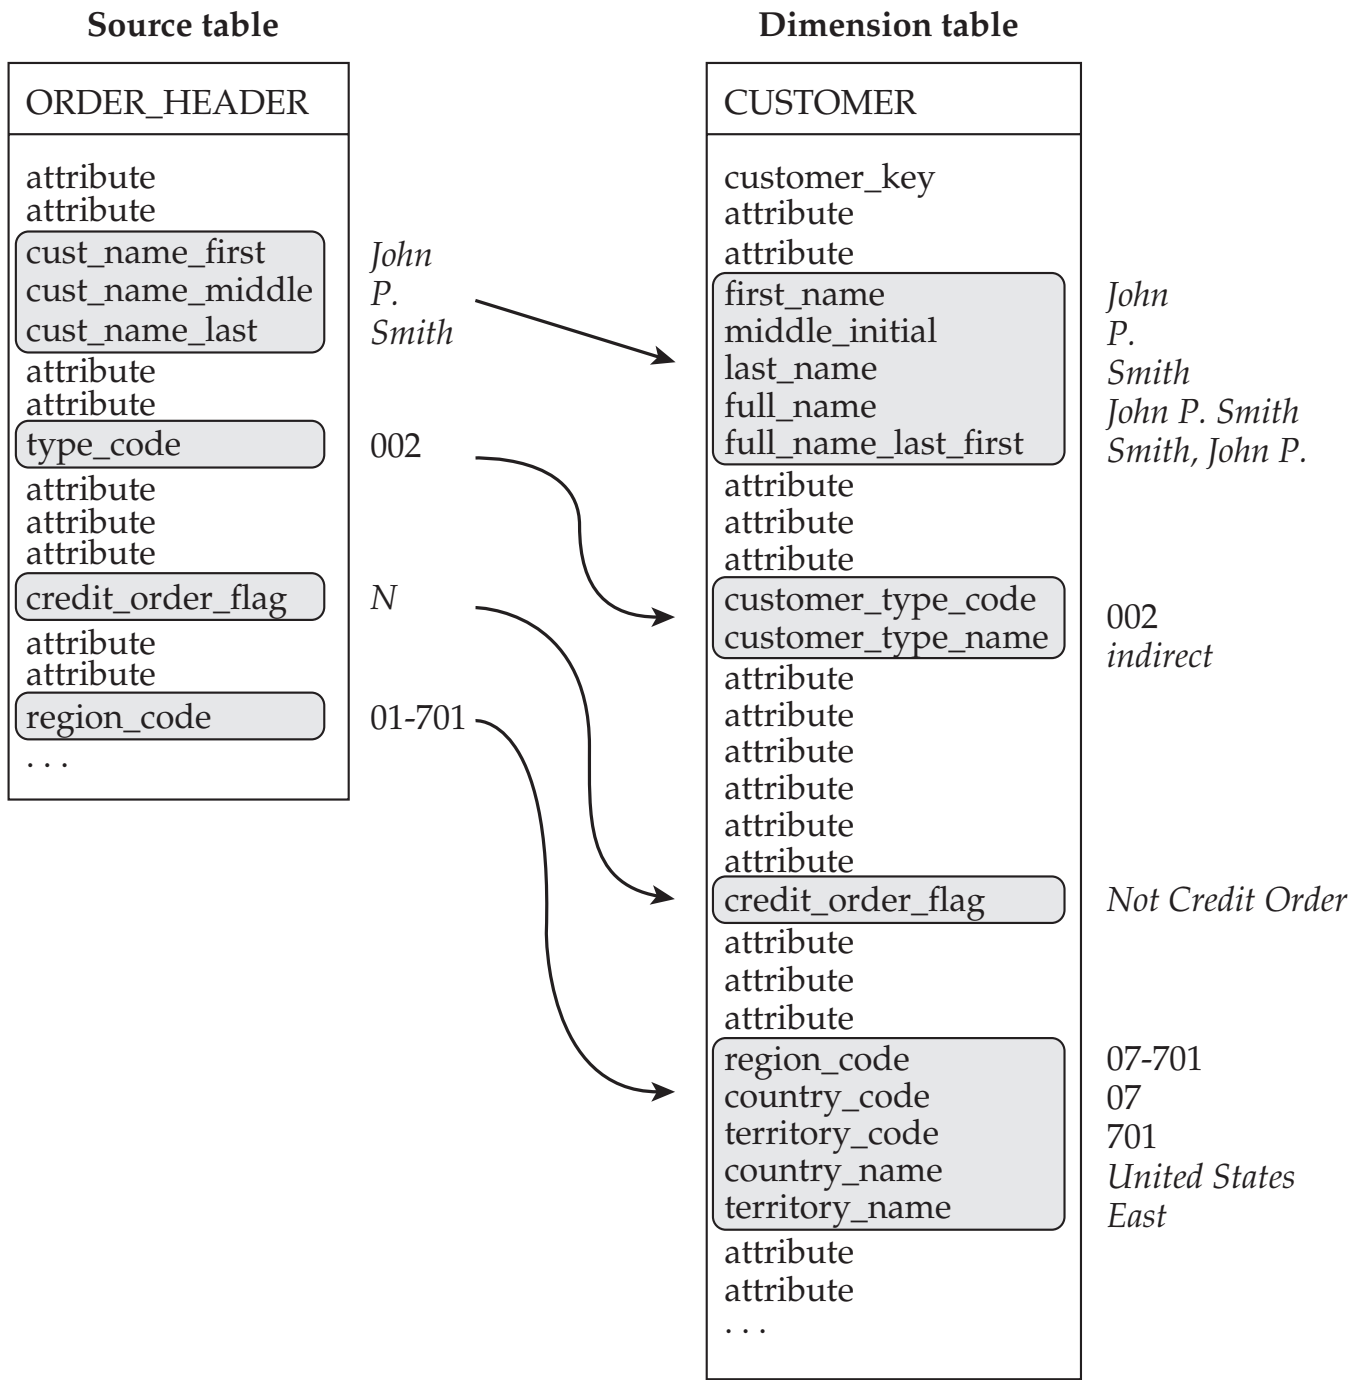 Source table
ORDER_HEADER
attribute
attribute
cust_name_first John
cust_name_middle P.
cust_name_last Smith
attribute
attribute
type_code 002
attribute
attribute
attribute
credit_order_flag N
attribute
attribute
region_code 01-701
. . .
Dimension table
CUSTOMER
customer_key
attribute
attribute
first_name John
middle_initial P.
last_name Smith
full_name John P. Smith
full_name_last_first Smith, John P.
attribute
attribute
attribute
customer_type_code 002
customer_type_name indirect
attribute
attribute
attribute
attribute
attribute
attribute
credit_order_flag Not Credit Order
attribute
attribute
attribute
region_code 07-701
country_code 07
territory_code 701
country_name United States
territory_name East
attribute
attribute
. . .